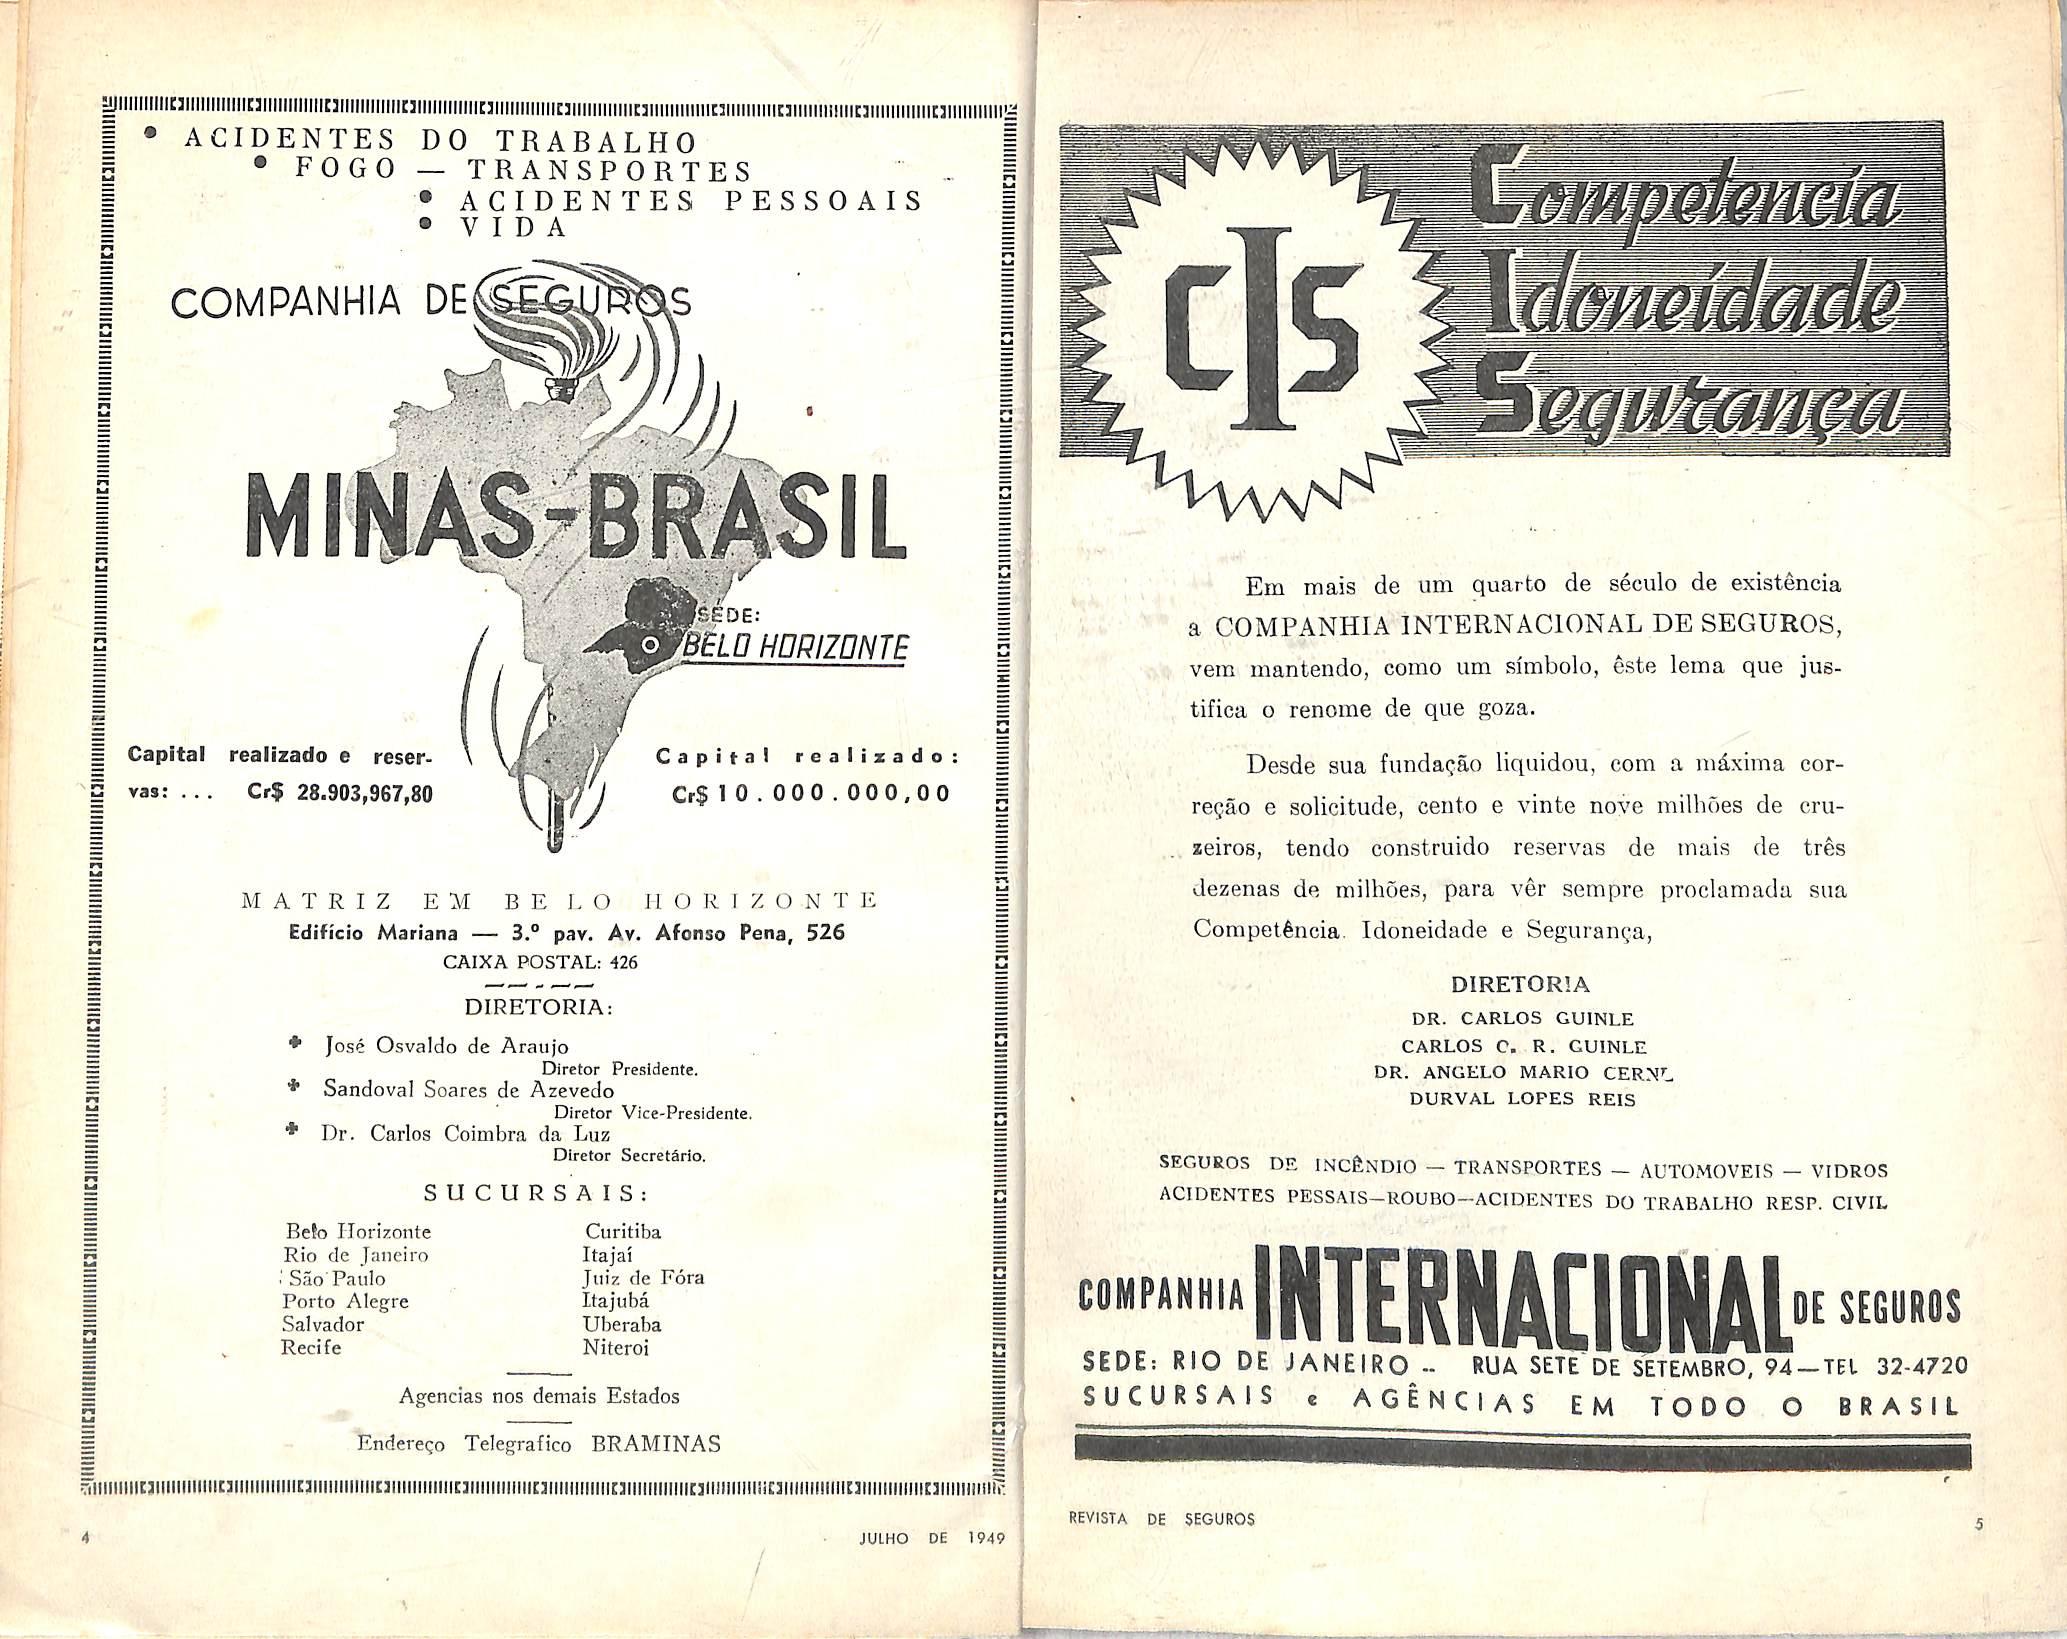 • ACIDENTES DO TRABALHO
• FOGO — TRANSPORTES
• ACIDENTES PESSOAIS
• VIDA
COMPANHIA DE SEGUROS
MINAS-BRASIL
SÉDE:
BELO HORIZONTE
Capital realizado e reser-
vas: ... Cr$ 28.903,967,80
Capital realizado:
Cr$ 10.000.000,00
MATRIZ EM BELO HORIZONTE
Edifício Mariana — 3.º pav. Av. Afonso Pena, 526
CAIXA POSTAL: 426
DIRETORIA:
José Osvaldo de Araujo
Diretor Presidente.
Sandoval Soares de Azevedo
Diretor Vice-Presidente.
Dr. Carlos Coimbra da Luz
Diretor Secretário.
SUCURSAIS:
Belo Horizonte
Rio de Janeiro
São Paulo
Porto Alegre
Salvador
Recife
Curitiba
Itajaí
Juiz de Fóra
Itajubá
Uberaba
Niteroi
Agencias nos demais Estados
Endereço Telegrafico BRAMINAS
4
JULHO DE 1949
CIS
Competencia
Idoneidade
Segurança
Em mais de um quarto de século de existência
a COMPANHIA INTERNACIONAL DE SEGUROS,
vem mantendo, como um símbolo, êste lema que jus-
tifica o renome de que goza.
Desde sua fundação liquidou, com a máxima cor-
reção e solicitude, cento e vinte nove milhões de cru-
zeiros, tendo construido reservas de mais de três
dezenas de milhões, para vêr sempre proclamada sua
Competência. Idoneidade e Segurança,
DIRETORIA
DR. CARLOS GUINLE
CARLOS C. R. GUINLE
DR. ANGELO MARIO CERNE
DURVAL LOPES REIS
SEGUROS DE INCÊNDIO — TRANSPORTES — AUTOMOVEIS — VIDROS
ACIDENTES PESSAIS—ROUBO—ACIDENTES DO TRABALHO RESP. CIVIL
COMPANHIA INTERNACIONAL DE SEGUROS
SEDE: RIO DE JANEIRO -- RUA SETE DE SETEMBRO, 94—TEL 32-4720
SUCURSAIS e AGÊNCIAS EM TODO O BRASIL
REVISTA DE SEGUROS
5